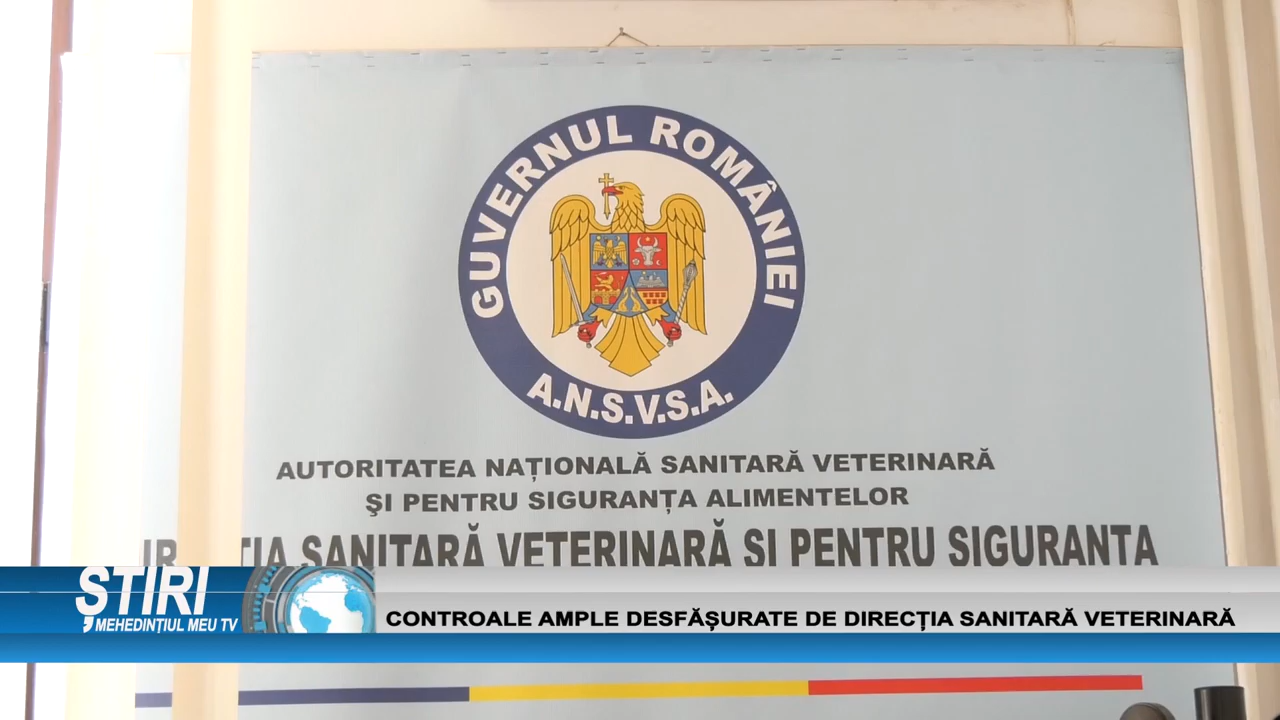 GUVERNUL ROMÂNIEI
A.N.S.V.S.A.
AUTORITATEA NAȚIONALĂ SANITARĂ VETERINARĂ
ŞI PENTRU SIGURANȚA ALIMENTELOR
SANITARĂ VETERINARĂ SI PENTRU SIGURANTA
ȘTIRI
MEHEDINȚIUL MEU TV
CONTROALE AMPLE DESFĂȘURATE DE DIRECȚIA SANITARĂ VETERINARĂ